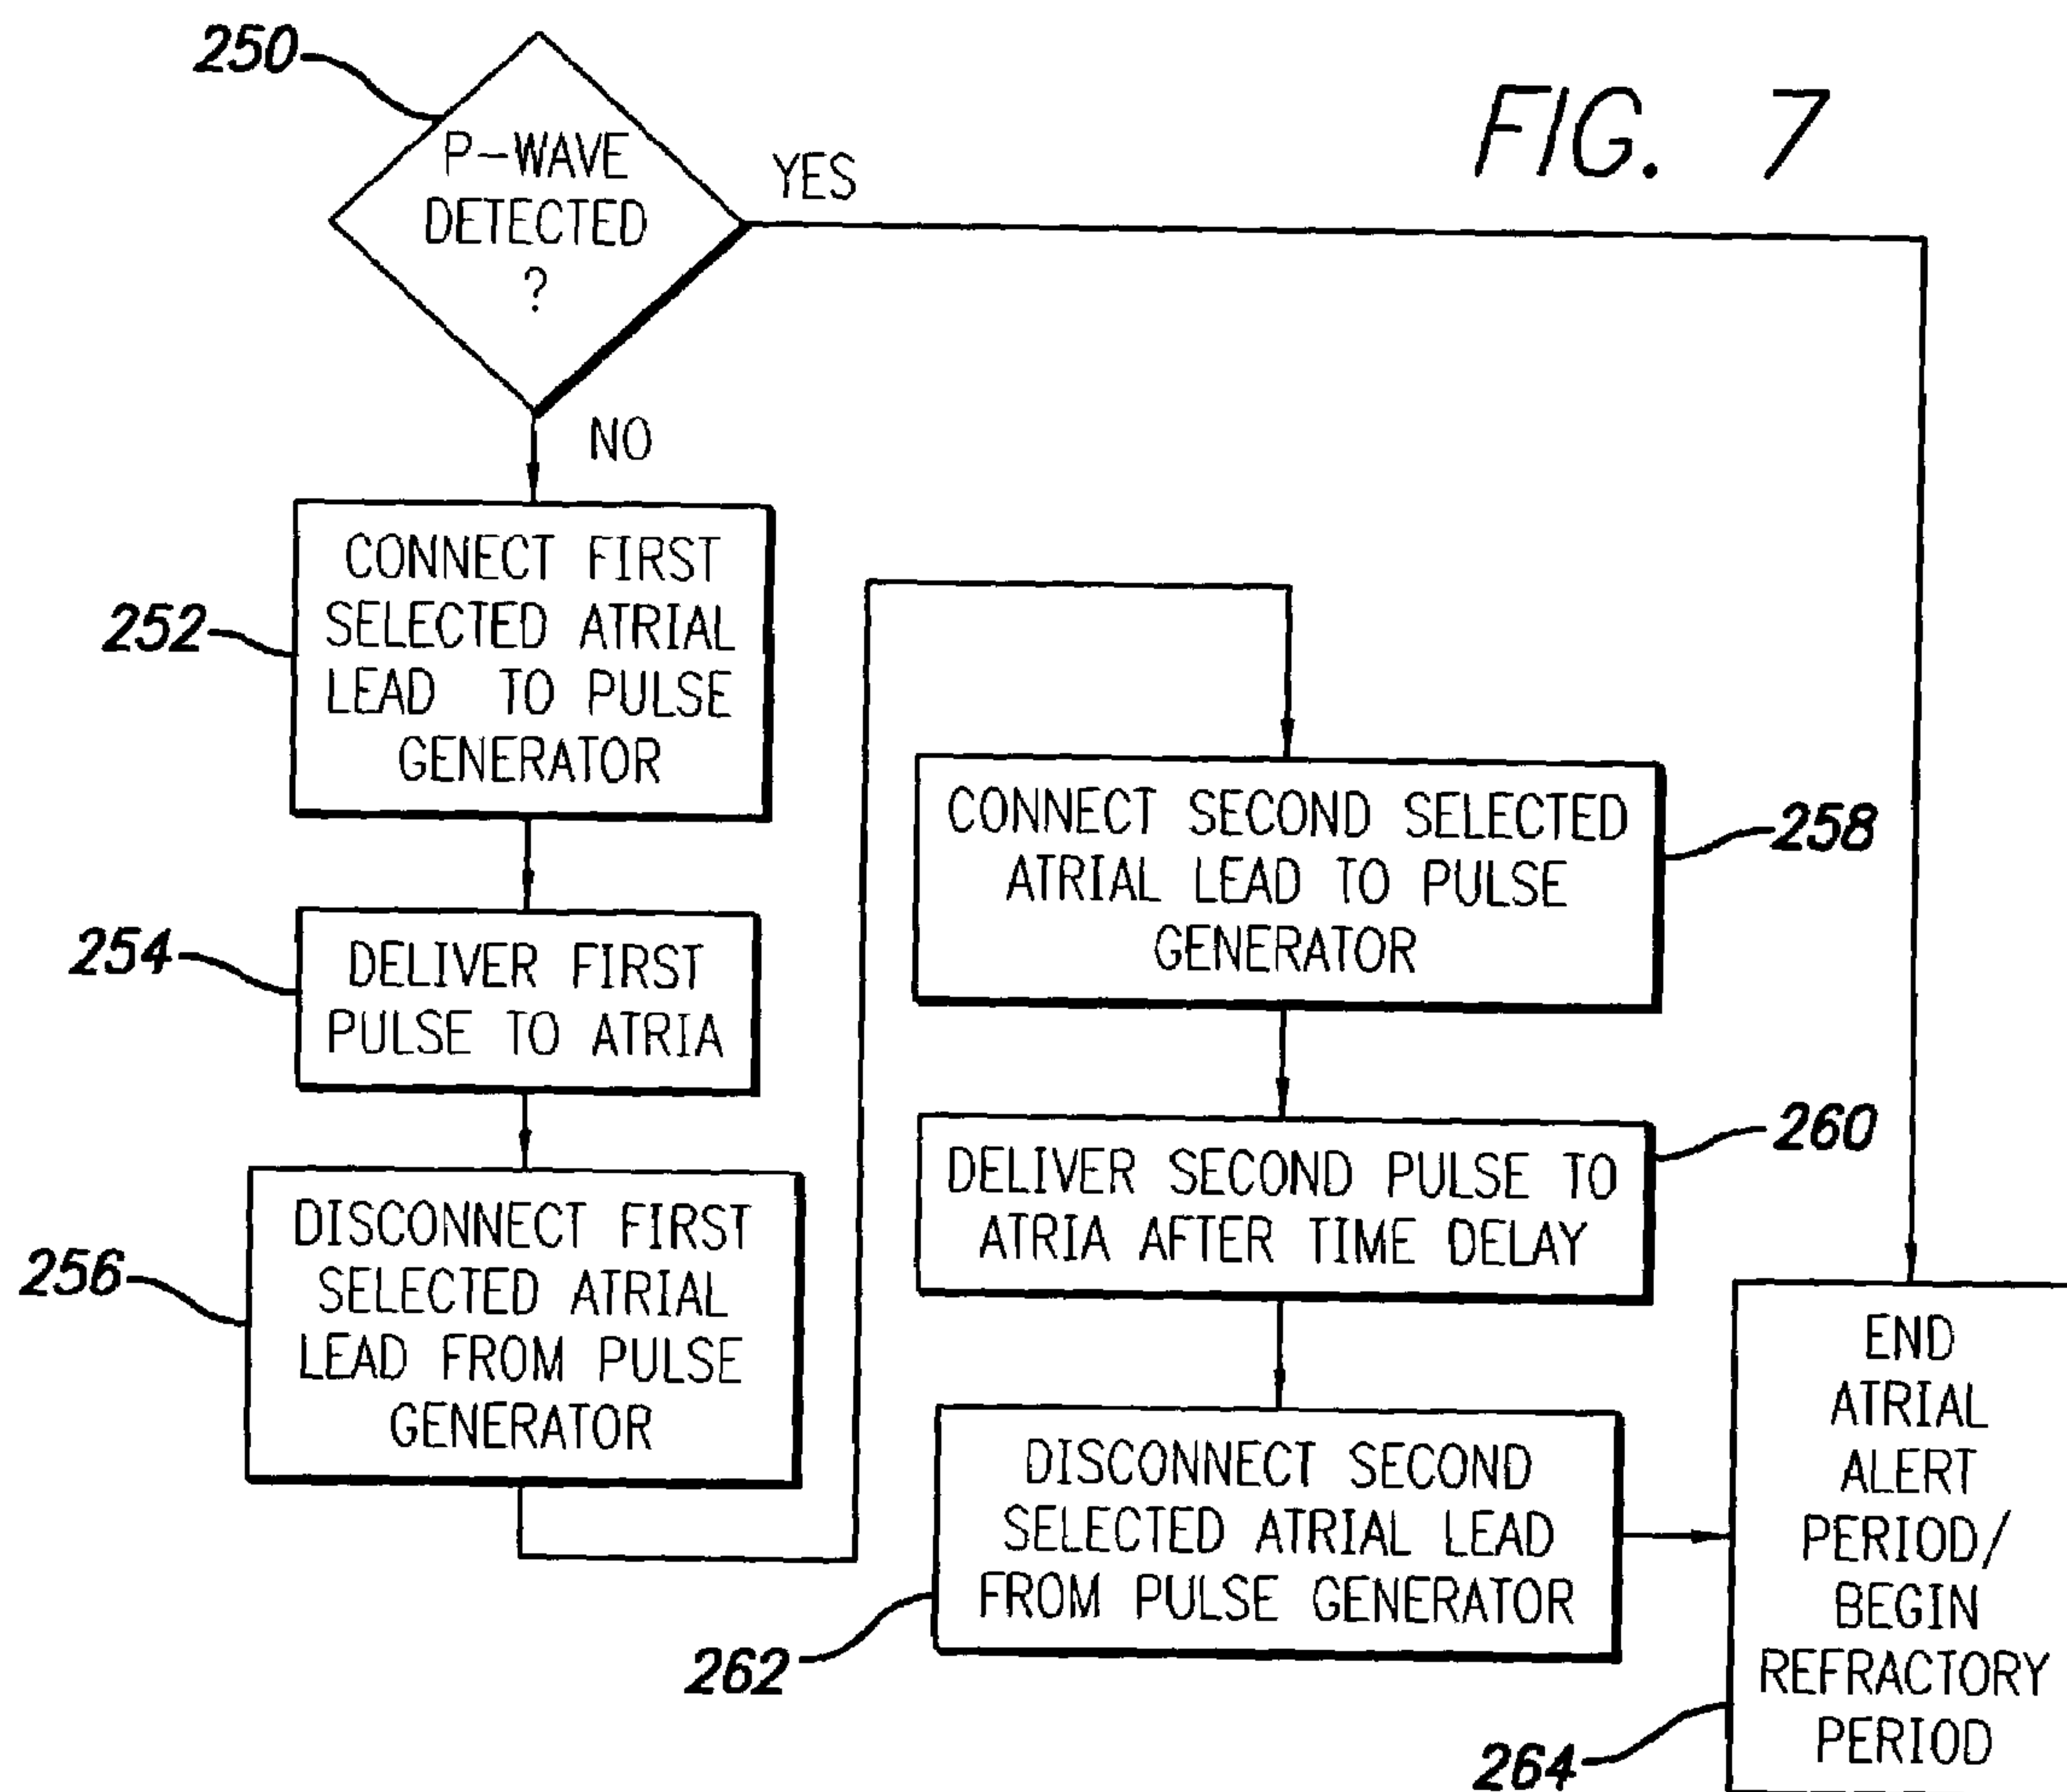 FIG. 7
250
P-WAVE
DETECTED
?
YES
NO
252
CONNECT FIRST
SELECTED ATRIAL
LEAD TO PULSE
GENERATOR
254
DELIVER FIRST
PULSE TO ATRIA
256
DISCONNECT FIRST
SELECTED ATRIAL
LEAD FROM PULSE
GENERATOR
258
CONNECT SECOND SELECTED
ATRIAL LEAD TO PULSE
GENERATOR
260
DELIVER SECOND PULSE TO
ATRIA AFTER TIME DELAY
262
DISCONNECT SECOND
SELECTED ATRIAL LEAD
FROM PULSE GENERATOR
264
END
ATRIAL
ALERT
PERIOD/
BEGIN
REFRACTORY
PERIOD